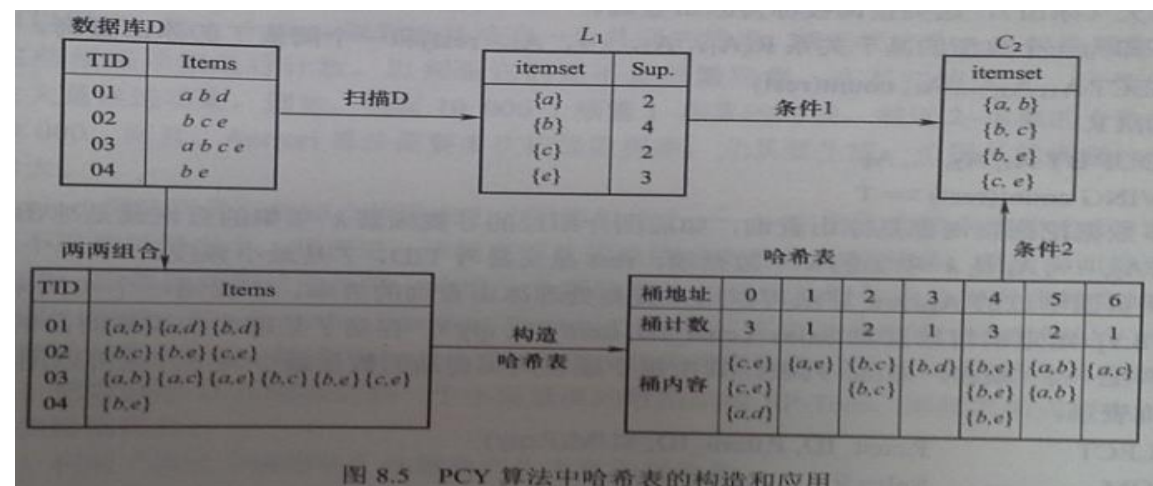 数据库D
TID Items
01 a b d
02 b c e
03 a b c e
04 b e
扫描D
L1
itemset Sup.
{a} 2
{b} 4
{c} 2
{e} 3
条件1
C2
itemset
{a, b}
{b, c}
{b, e}
{c, e}
条件2
两两组合
TID Items
01 {a,b}{a,d}{b,d}
02 {b,c}{b,e}{c,e}
03 {a,b}{a,c}{a,e}{b,c}{b,e}{c,e}
04 {b,e}
构造
哈希表
哈希表
桶地址 0 1 2 3 4 5 6
桶计数 3 1 2 1 3 2 1
桶内容 {c,e} {a,e} {b,c} {b,d} {b,e} {a,b} {a,c}
{c,e} {b,c} {b,e} {a,b}
{a,d} {b,e}
图 8.5 PCY 算法中哈希表的构造和应用